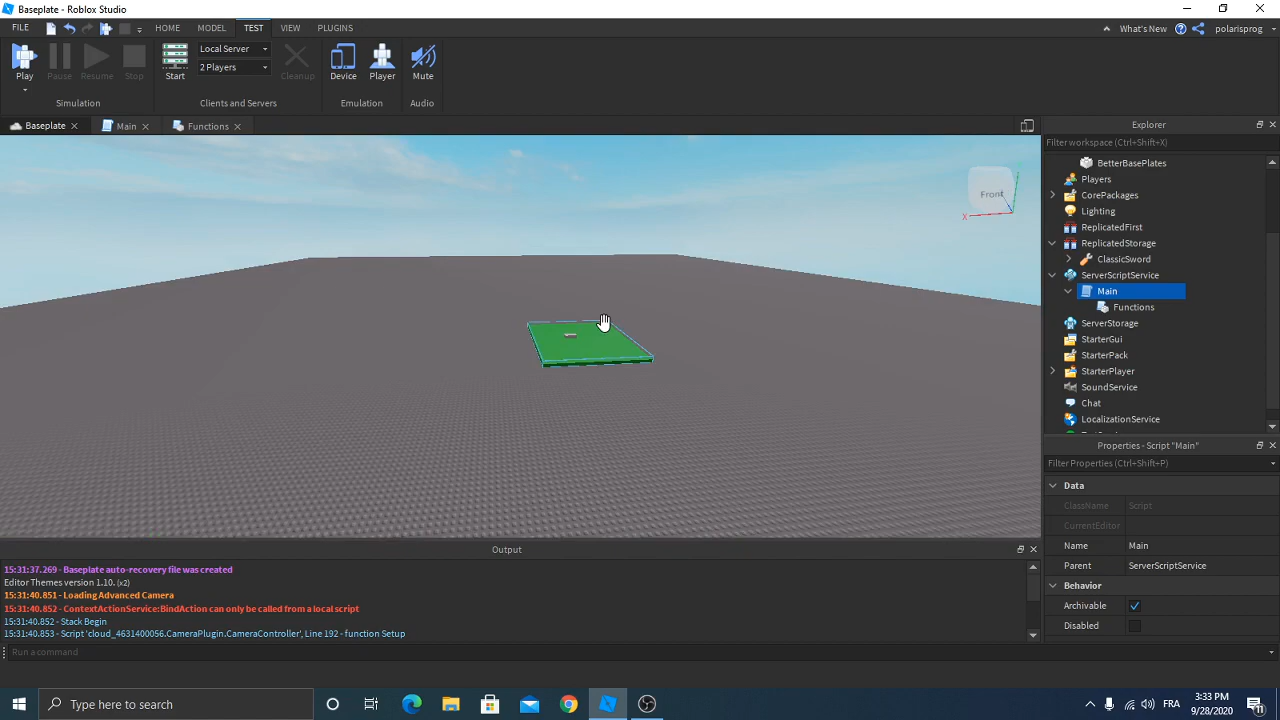 Baseplate - Roblox Studio
FILE HOME MODEL TEST VIEW PLUGINS What's New polarisprog
Play Pause Resume Stop Start Local Server 2 Players Cleanup Device Player Mute
Simulation Clients and Servers Emulation Audio
Baseplate Main Functions
Front
X
Explorer
Filter workspace (Ctrl+Shift+X)
BetterBasePlates
Players
CorePackages
Lighting
ReplicatedFirst
ReplicatedStorage
ClassicSword
ServerScriptService
Main
Functions
ServerStorage
StarterGui
StarterPack
StarterPlayer
SoundService
Chat
LocalizationService
Properties - Script "Main"
Filter Properties (Ctrl+Shift+P)
Data
ClassName Script
CurrentEditor
Name Main
Parent ServerScriptService
Behavior
Archivable
Disabled
Output
15:31:37.269 - Baseplate auto-recovery file was created
Editor Themes version 1.10. (x2)
15:31:40.851 - Loading Advanced Camera
15:31:40.852 - ContextActionService:BindAction can only be called from a local script
15:31:40.852 - Stack Begin
15:31:40.853 - Script 'cloud_4631400056.CameraPlugin.CameraController', Line 192 - function Setup
Run a command
Type here to search
FRA
3:33 PM
9/28/2020
11